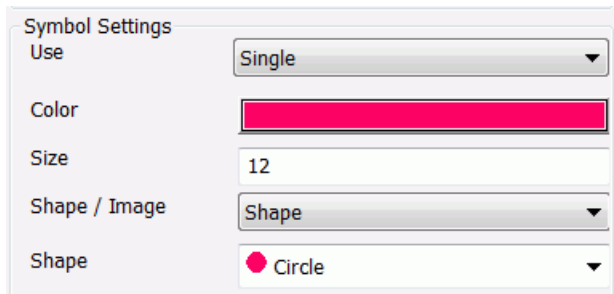 Symbol Settings
Use Single
Color
Size 12
Shape / Image Shape
Shape Circle